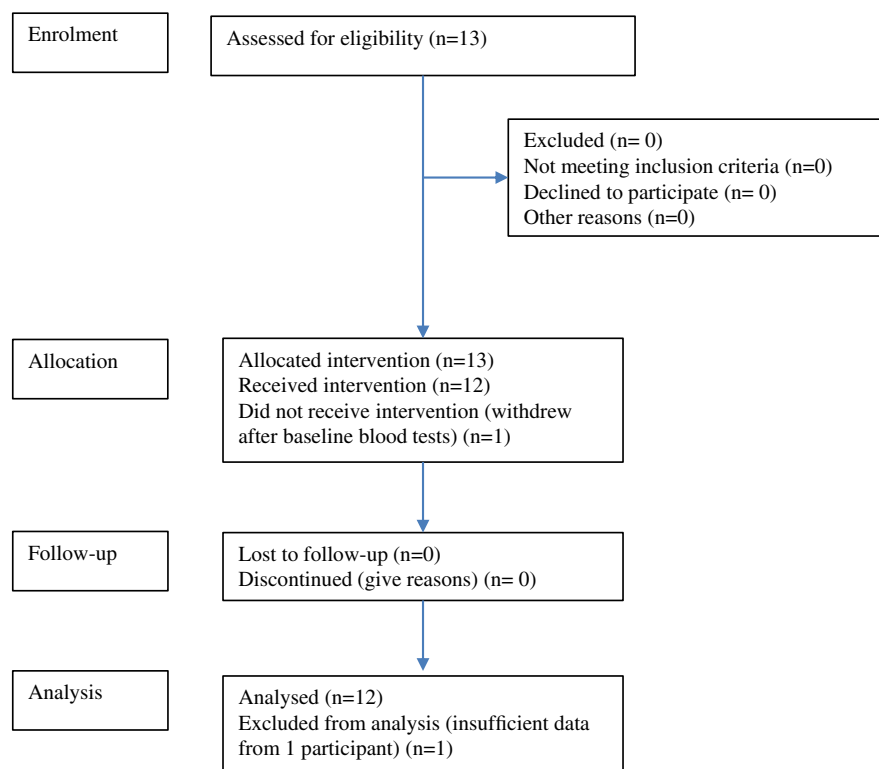 Enrolment
Assessed for eligibility (n=13)
Excluded (n= 0)
Not meeting inclusion criteria (n=0)
Declined to participate (n= 0)
Other reasons (n=0)
Allocation
Allocated intervention (n=13)
Received intervention (n=12)
Did not receive intervention (withdrew
after baseline blood tests) (n=1)
Follow-up
Lost to follow-up (n=0)
Discontinued (give reasons) (n= 0)
Analysis
Analysed (n=12)
Excluded from analysis (insufficient data
from 1 participant) (n=1)